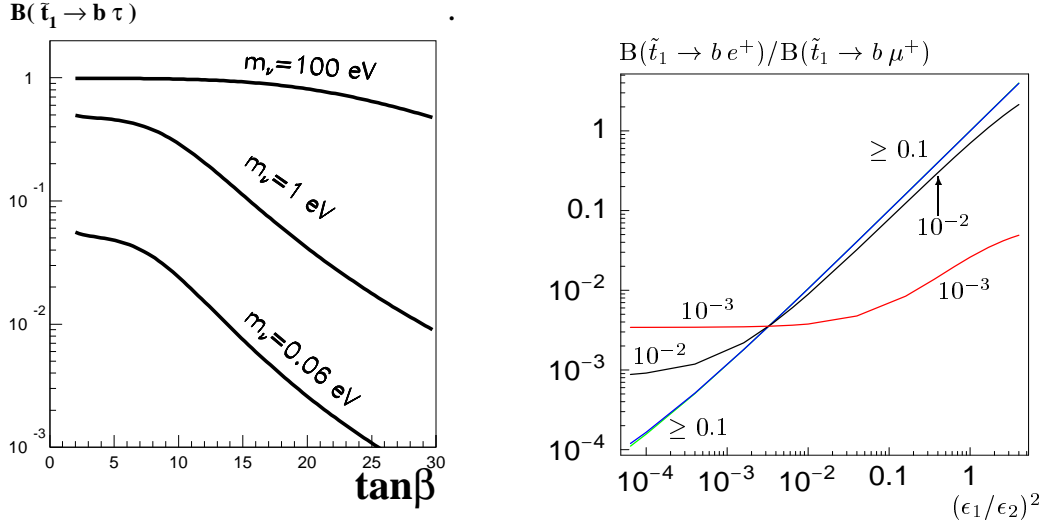 B( t̃₁ → b τ )
.
mᵥ=100 eV
mᵥ=1 eV
mᵥ=0.06 eV
1
10⁻¹
10⁻²
10⁻³
0 5 10 15 20 25 30
tanβ
B(t̃₁ → b e⁺)/B(t̃₁ → b μ⁺)
1
0.1
10⁻²
10⁻³
10⁻⁴
≥ 0.1
10⁻²
10⁻³
10⁻³
10⁻²
≥ 0.1
10⁻⁴ 10⁻³ 10⁻² 0.1 1
(ϵ₁/ϵ₂)²